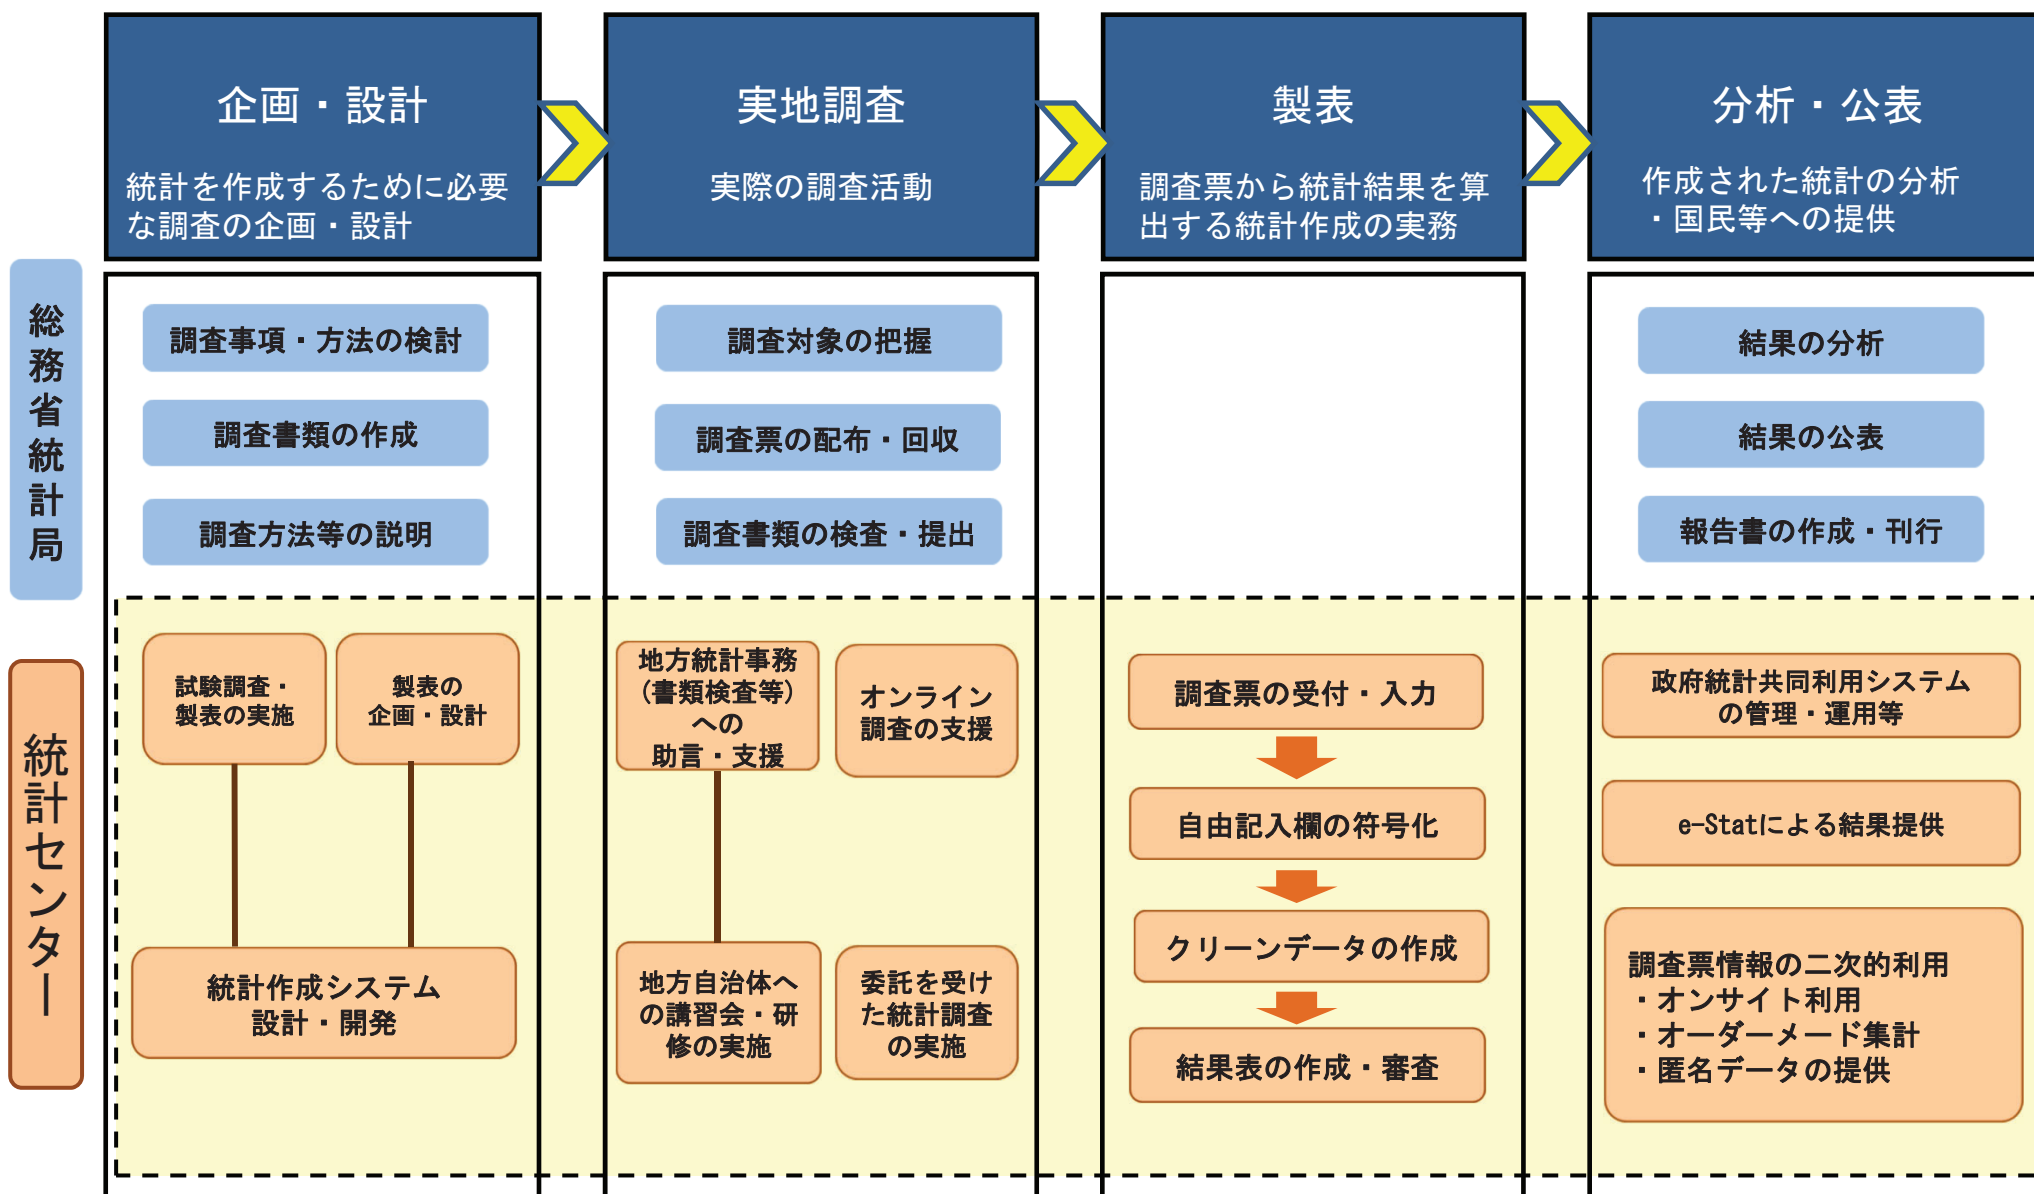 企画・設計
統計を作成するために必要
な調査の企画・設計
実地調査
実際の調査活動
製表
調査票から統計結果を算
出する統計作成の実務
分析・公表
作成された統計の分析
・国民等への提供
総務省統計局
調査事項・方法の検討
調査書類の作成
調査方法等の説明
調査対象の把握
調査票の配布・回収
調査書類の検査・提出
結果の分析
結果の公表
報告書の作成・刊行
統計センター
試験調査・
製表の実施
製表の
企画・設計
統計作成システム
設計・開発
地方統計事務
（書類検査等）
への
助言・支援
オンライン
調査の支援
地方自治体へ
の講習会・研
修の実施
委託を受け
た統計調査
の実施
調査票の受付・入力
自由記入欄の符号化
クリーンデータの作成
結果表の作成・審査
政府統計共同利用システム
の管理・運用等
e-Statによる結果提供
調査票情報の二次的利用
・オンサイト利用
・オーダーメード集計
・匿名データの提供